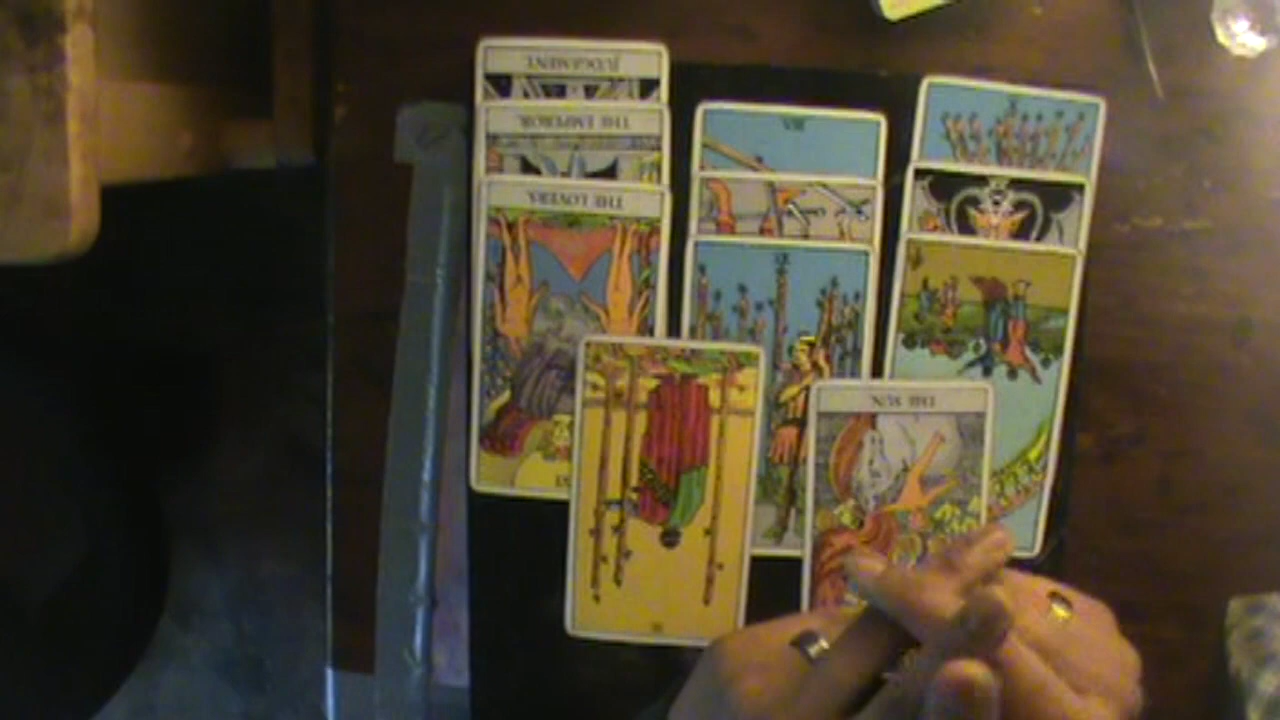 JUDGEMENT.
THE EMPEROR.
THE LOVERS.
THE SUN.